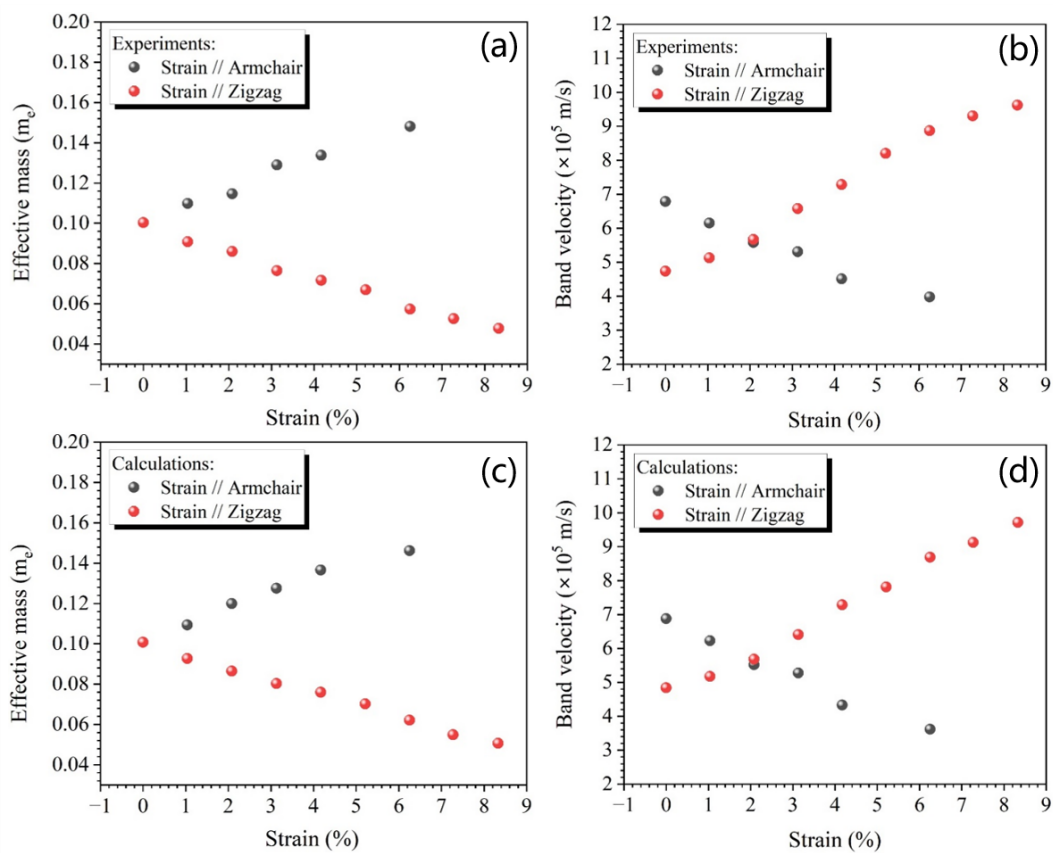 (a)
Experiments:
Strain // Armchair
Strain // Zigzag
Effective mass (mₑ)
0.20
0.18
0.16
0.14
0.12
0.10
0.08
0.06
0.04
−1 0 1 2 3 4 5 6 7 8 9
Strain (%)
(b)
Experiments:
Strain // Armchair
Strain // Zigzag
Band velocity (×10⁵ m/s)
12
11
10
9
8
7
6
5
4
3
2
−1 0 1 2 3 4 5 6 7 8 9
Strain (%)
(c)
Calculations:
Strain // Armchair
Strain // Zigzag
Effective mass (mₑ)
0.20
0.18
0.16
0.14
0.12
0.10
0.08
0.06
0.04
−1 0 1 2 3 4 5 6 7 8 9
Strain (%)
(d)
Calculations:
Strain // Armchair
Strain // Zigzag
Band velocity (×10⁵ m/s)
12
11
10
9
8
7
6
5
4
3
2
−1 0 1 2 3 4 5 6 7 8 9
Strain (%)